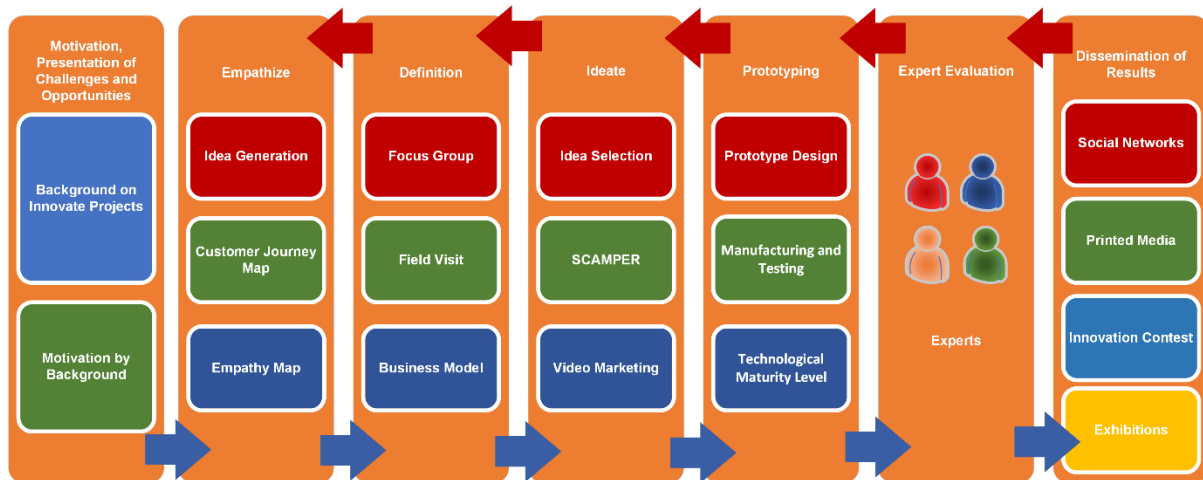 Motivation,
Presentation of
Challenges and
Opportunities
Background on
Innovate Projects
Motivation by
Background
Empathize
Idea Generation
Customer Journey
Map
Empathy Map
Definition
Focus Group
Field Visit
Business Model
Ideate
Idea Selection
SCAMPER
Video Marketing
Prototyping
Prototype Design
Manufacturing and
Testing
Technological
Maturity Level
Expert Evaluation
Experts
Dissemination of
Results
Social Networks
Printed Media
Innovation Contest
Exhibitions